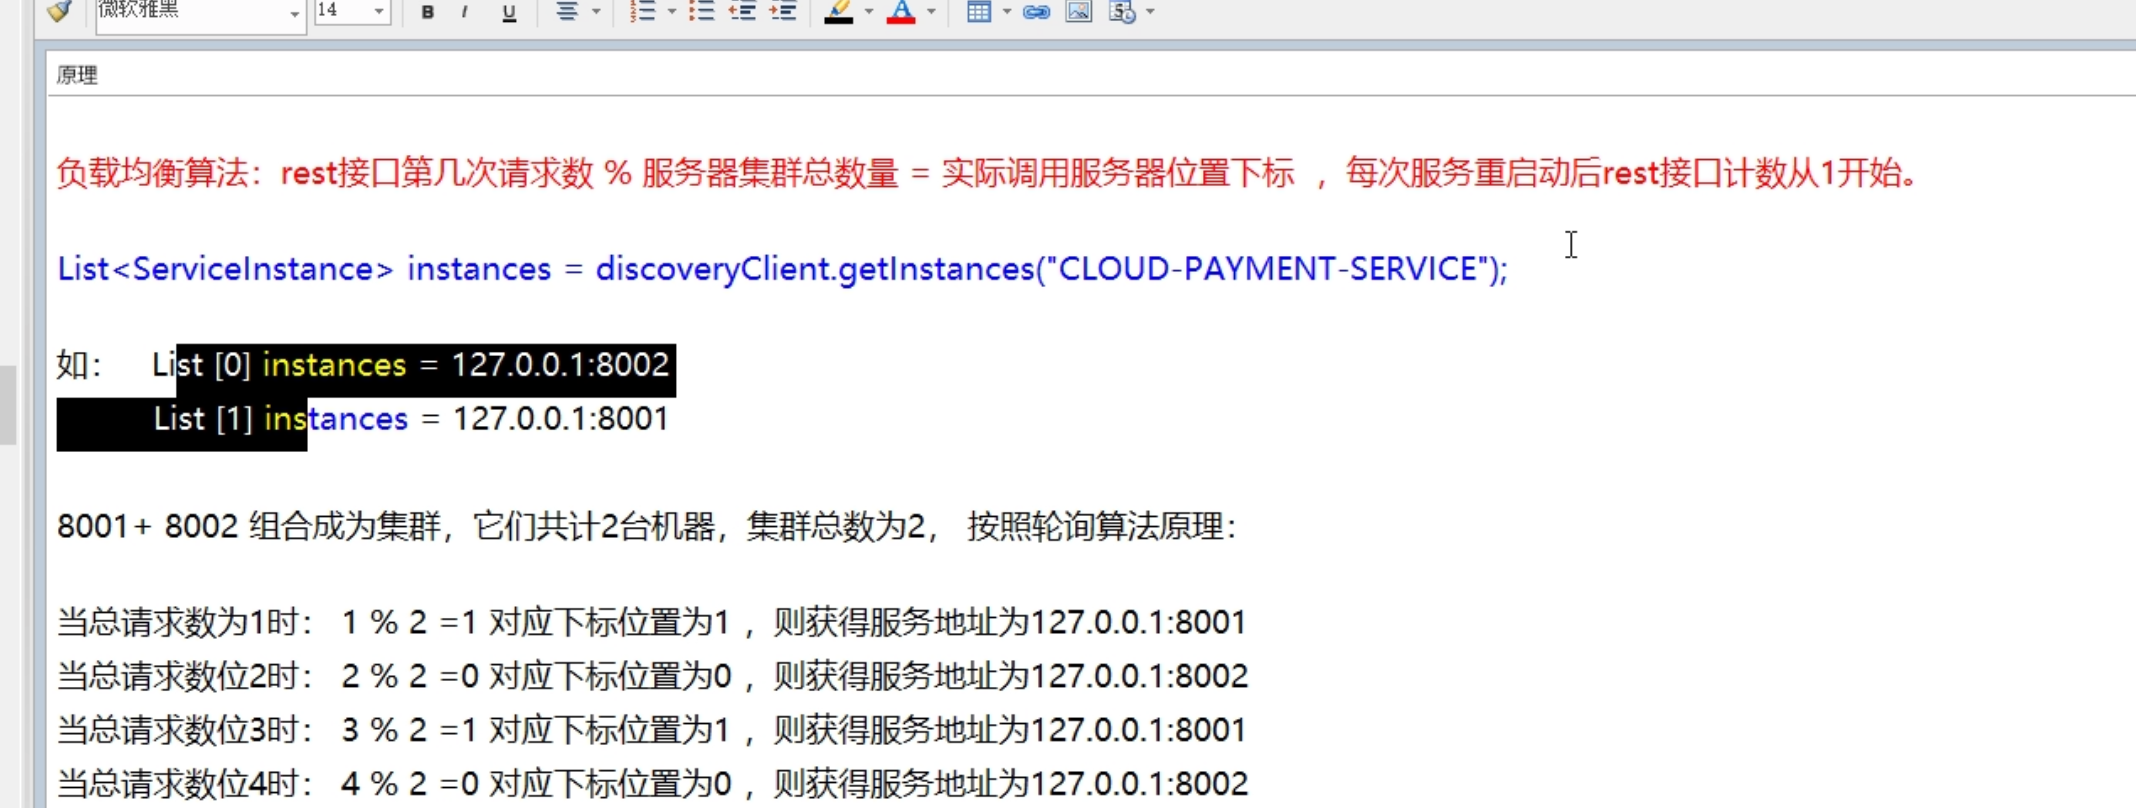 微软雅黑 14 B I U A
原理
负载均衡算法：rest接口第几次请求数 % 服务器集群总数量 = 实际调用服务器位置下标 ，每次服务重启动后rest接口计数从1开始。
List<ServiceInstance> instances = discoveryClient.getInstances("CLOUD-PAYMENT-SERVICE");
如： List [0] instances = 127.0.0.1:8002
List [1] instances = 127.0.0.1:8001
8001+ 8002 组合成为集群，它们共计2台机器，集群总数为2， 按照轮询算法原理：
当总请求数为1时： 1 % 2 =1 对应下标位置为1 ，则获得服务地址为127.0.0.1:8001
当总请求数位2时： 2 % 2 =0 对应下标位置为0 ，则获得服务地址为127.0.0.1:8002
当总请求数位3时： 3 % 2 =1 对应下标位置为1 ，则获得服务地址为127.0.0.1:8001
当总请求数位4时： 4 % 2 =0 对应下标位置为0 ，则获得服务地址为127.0.0.1:8002